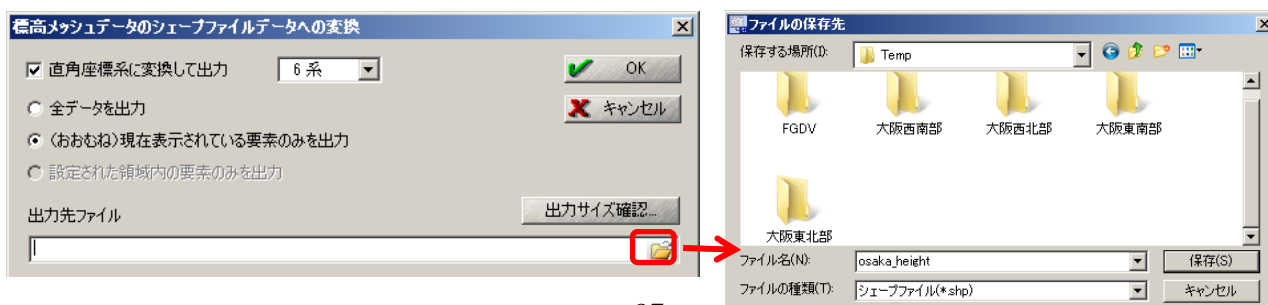 標高メッシュデータのシェープファイルデータへの変換
直角座標系に変換して出力
6 系
OK
全データを出力
キャンセル
(おおむね)現在表示されている要素のみを出力
設定された領域内の要素のみを出力
出力先ファイル
出力サイズ確認...
ファイルの保存先
保存する場所(I):
Temp
FGDV
大阪西南部
大阪西北部
大阪東南部
大阪東北部
ファイル名(N):
osaka_height
保存(S)
ファイルの種類(T):
シェープファイル(*.shp)
キャンセル